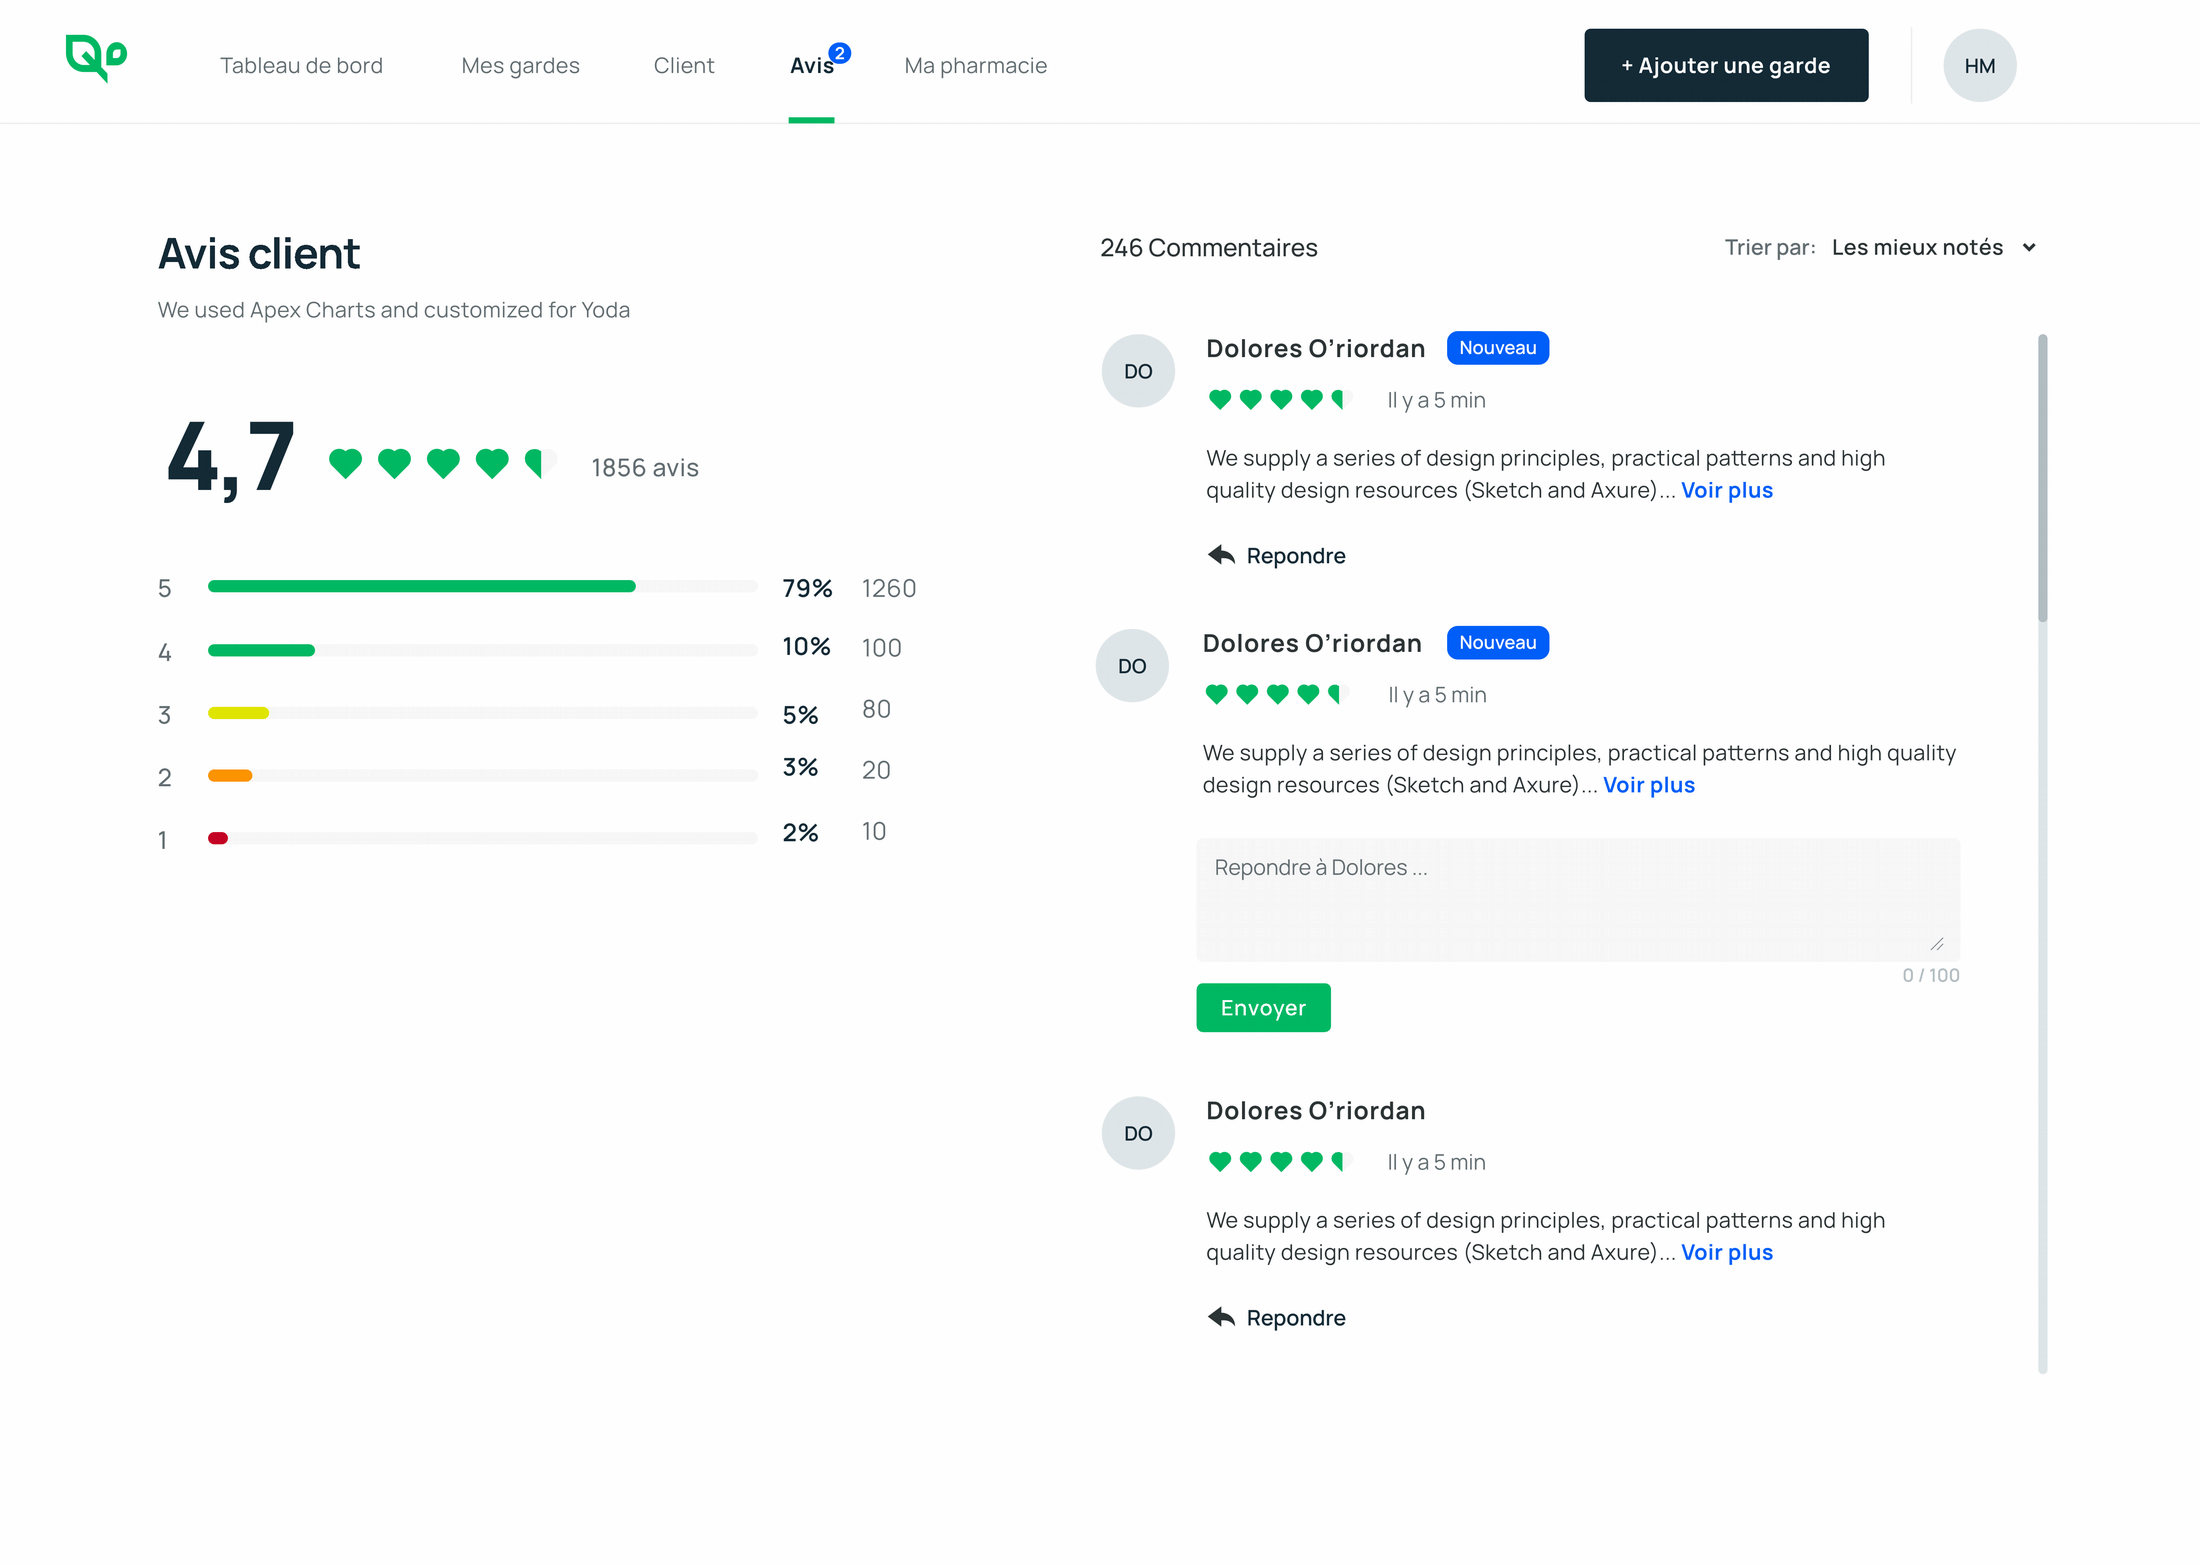 Tableau de bord
Mes gardes
Client
Avis
2
Ma pharmacie
+ Ajouter une garde
HM
Avis client
We used Apex Charts and customized for Yoda
4,7
1856 avis
5 79% 1260
4 10% 100
3 5% 80
2 3% 20
1 2% 10
246 Commentaires
Trier par: Les mieux notés
DO
Dolores O’riordan
Nouveau
Il y a 5 min
We supply a series of design principles, practical patterns and high
quality design resources (Sketch and Axure)... Voir plus
Repondre
DO
Dolores O’riordan
Nouveau
Il y a 5 min
We supply a series of design principles, practical patterns and high quality
design resources (Sketch and Axure)... Voir plus
Repondre à Dolores ...
0 / 100
Envoyer
DO
Dolores O’riordan
Il y a 5 min
We supply a series of design principles, practical patterns and high
quality design resources (Sketch and Axure)... Voir plus
Repondre